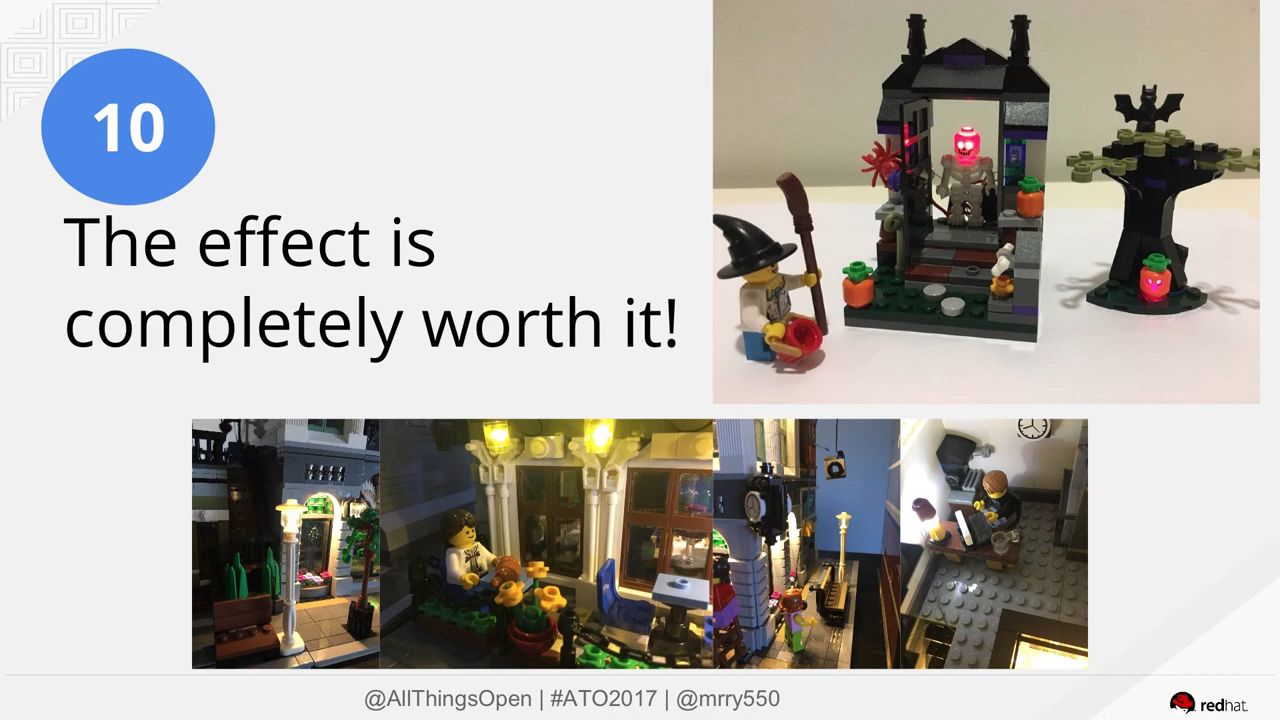 10
The effect is
completely worth it!
@AllThingsOpen | #ATO2017 | @mrry550
redhat.